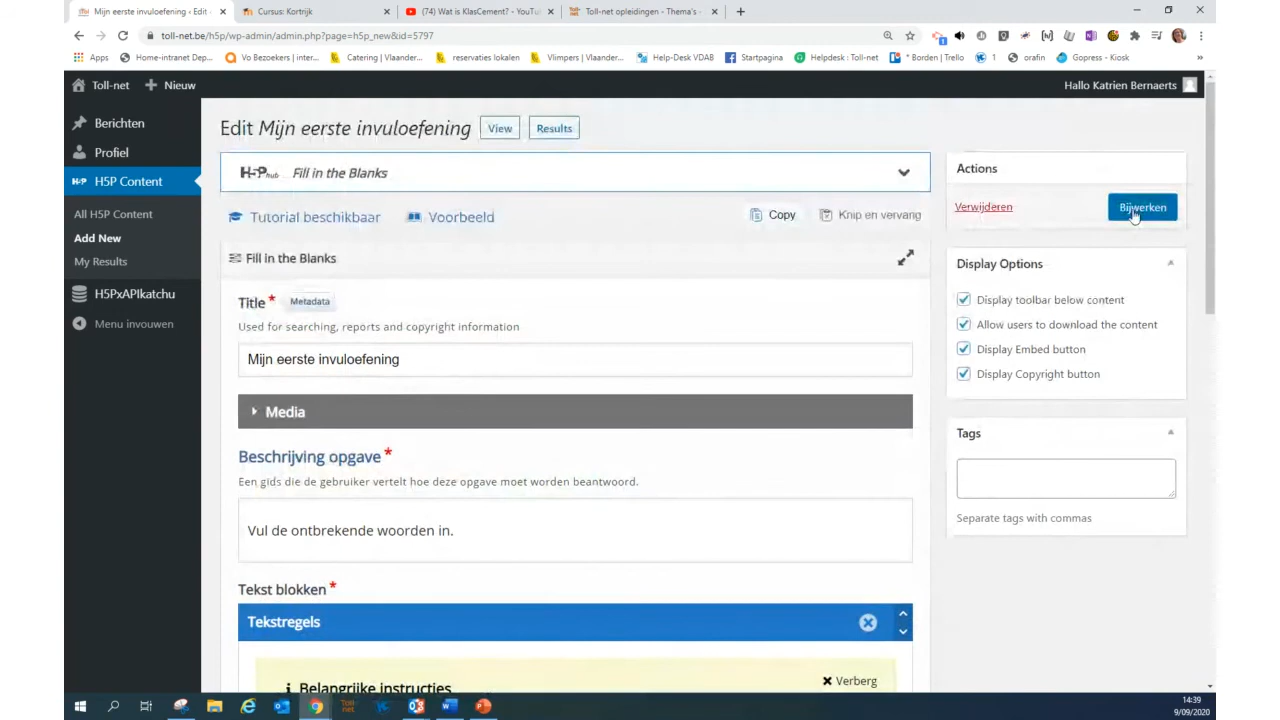 Mijn eerste invuloefening ‹ Edit ‹
Cursus: Kortrijk
(74) Wat is KlasCement? - YouTu
Toll-net opleidingen - Thema's -
toll-net.be/h5p/wp-admin/admin.php?page=h5p_new&id=5797
Apps
Home-intranet Dep...
Vo Bezoekers | inter...
Catering | Vlaander...
reservaties lokalen
Vlimpers | Vlaander...
Help-Desk VDAB
Startpagina
Helpdesk : Toll-net
* Borden | Trello
1
orafin
Gopress - Kiosk
»
Toll-net
Nieuw
Hallo Katrien Bernaerts
Berichten
Profiel
H5P Content
All H5P Content
Add New
My Results
H5PxAPIkatchu
Menu invouwen
Edit Mijn eerste invuloefening View Results
H5P hub Fill in the Blanks
Tutorial beschikbaar Voorbeeld Copy Knip en vervang
Fill in the Blanks
Title * Metadata
Used for searching, reports and copyright information
Mijn eerste invuloefening
Media
Beschrijving opgave *
Een gids die de gebruiker vertelt hoe deze opgave moet worden beantwoord.
Vul de ontbrekende woorden in.
Tekst blokken *
Tekstregels
Belangrijke instructies
Verberg
Actions
Verwijderen Bijwerken
Display Options
Display toolbar below content
Allow users to download the content
Display Embed button
Display Copyright button
Tags
Separate tags with commas
14:39
9/09/2020